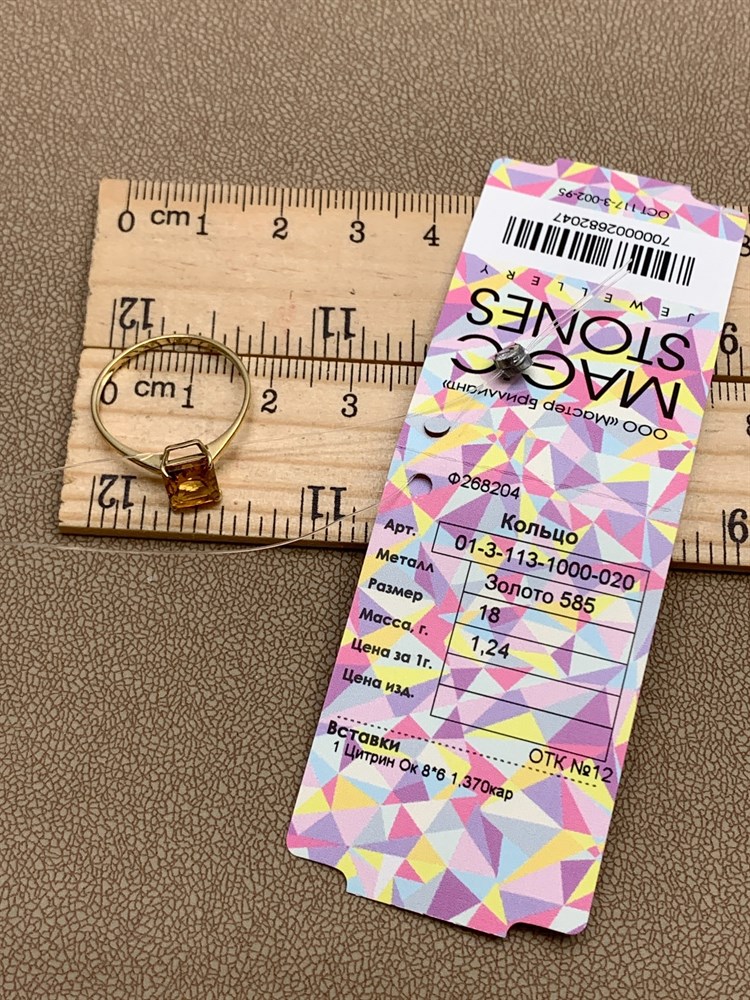 0 cm 1 2 3 4
12 11 6
0 cm 1 2 3
12 11 6
ОСТ 117-3-002-95
7000002682047
MAGIC
STONES
JEWELLERY
ООО «Мастер Бриллиант»
Ф268204
Кольцо
Арт. 01-3-113-1000-020
Металл Золото 585
Размер 18
Масса, г. 1,24
Цена за 1г.
Цена изд.
ОТК №12
Вставки
1 Цитрин Ок 8*6 1,370кар